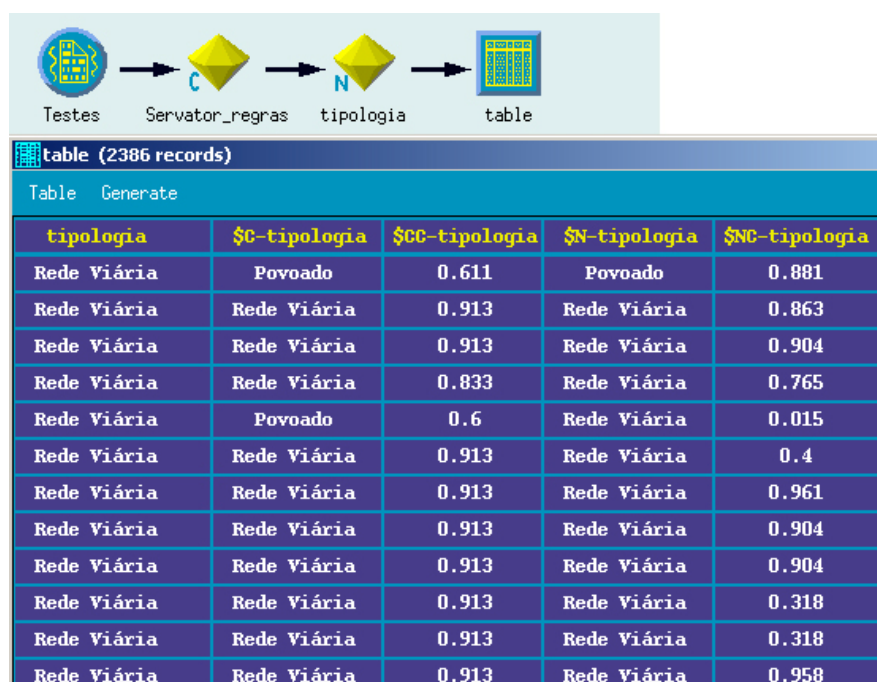 C N
Testes Servator_regras tipologia table
table (2386 records)
Table Generate
tipologia $C-tipologia $CC-tipologia $N-tipologia $NC-tipologia
Rede Viária Povoado 0.611 Povoado 0.881
Rede Viária Rede Viária 0.913 Rede Viária 0.863
Rede Viária Rede Viária 0.913 Rede Viária 0.904
Rede Viária Rede Viária 0.833 Rede Viária 0.765
Rede Viária Povoado 0.6 Rede Viária 0.015
Rede Viária Rede Viária 0.913 Rede Viária 0.4
Rede Viária Rede Viária 0.913 Rede Viária 0.961
Rede Viária Rede Viária 0.913 Rede Viária 0.904
Rede Viária Rede Viária 0.913 Rede Viária 0.904
Rede Viária Rede Viária 0.913 Rede Viária 0.318
Rede Viária Rede Viária 0.913 Rede Viária 0.318
Rede Viária Rede Viária 0.913 Rede Viária 0.958